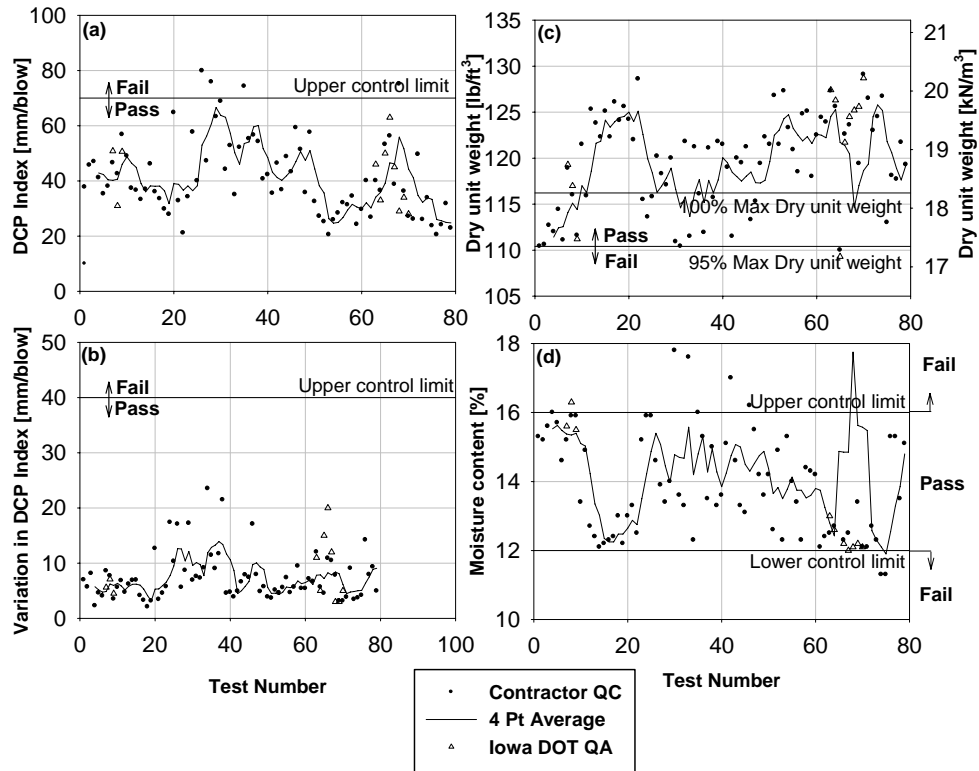 (a)
100
80
60
40
20
0
DCP Index [mm/blow]
Fail
Pass
Upper control limit
0 20 40 60 80 100
(c)
135
130
125
120
115
110
105
Dry unit weight [lb/ft³]
21
20
19
18
17
Dry unit weight [kN/m³]
100% Max Dry unit weight
Pass
Fail
95% Max Dry unit weight
0 20 40 60 80
(b)
50
40
30
20
10
0
Variation in DCP Index [mm/blow]
Fail
Pass
Upper control limit
0 20 40 60 80 100
Test Number
(d)
18
16
14
12
10
Moisture content [%]
Upper control limit
Lower control limit
Fail
Pass
Fail
0 20 40 60 80
Test Number
Contractor QC
4 Pt Average
Iowa DOT QA